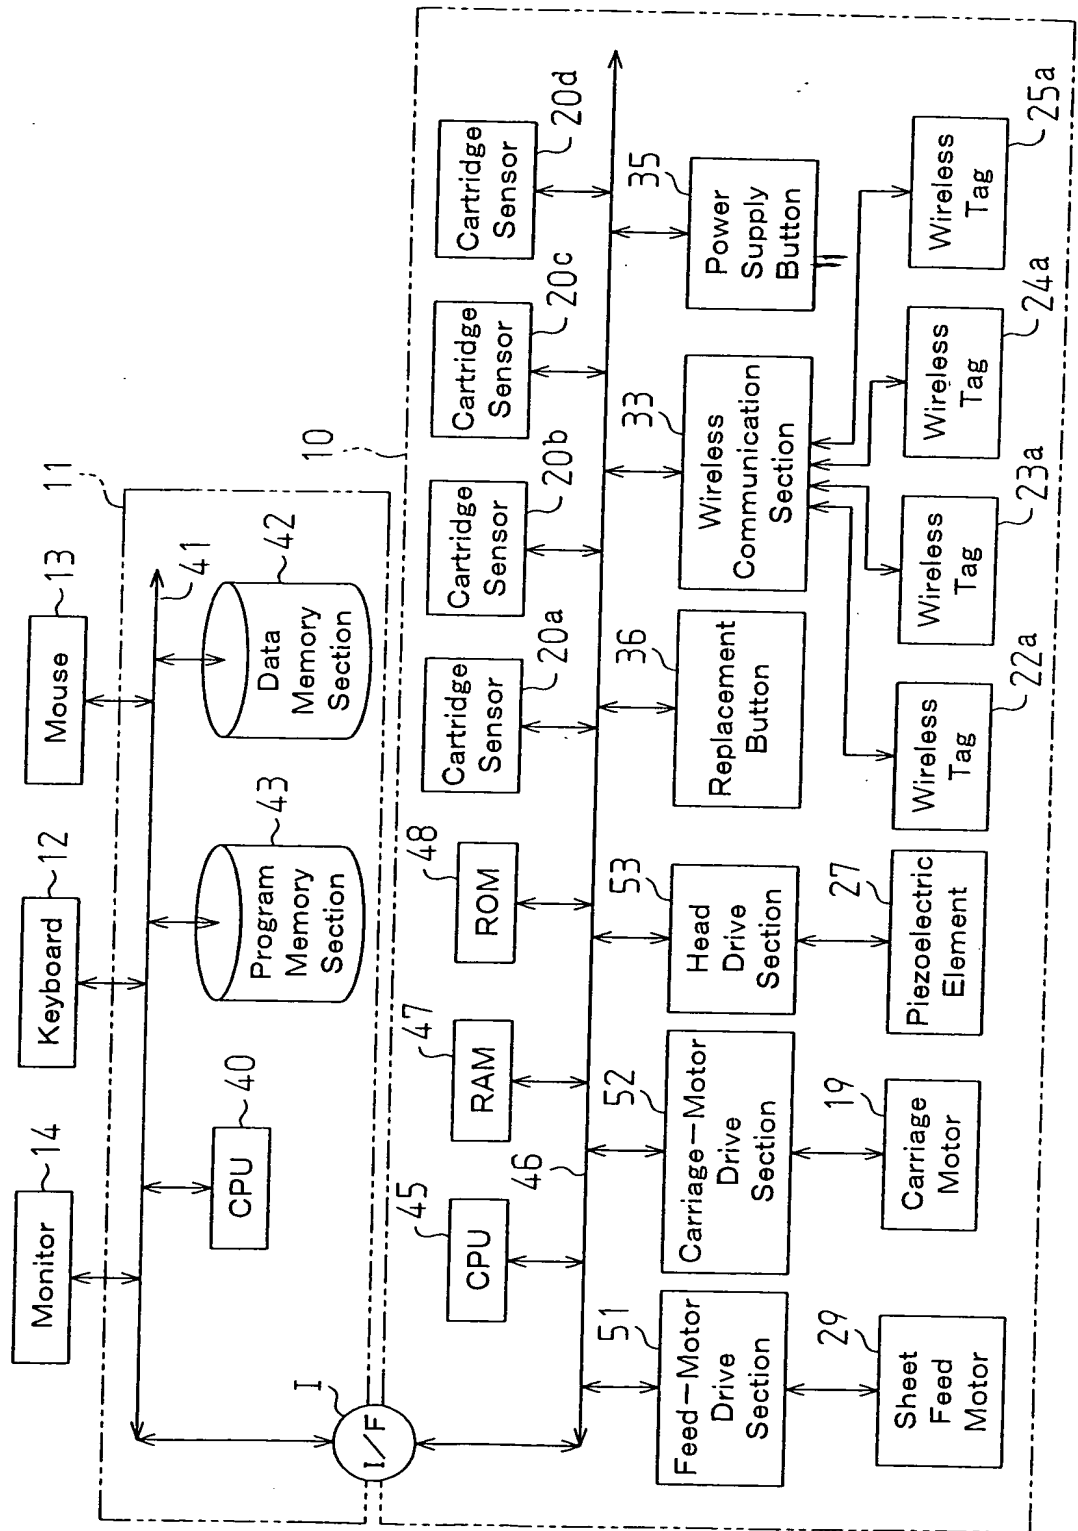 Monitor
14
Keyboard
12
Mouse
13
11
CPU
40
Program
Memory
Section
43
Data
Memory
Section
42
41
I
I/F
10
CPU
45
RAM
47
ROM
48
Cartridge
Sensor
20a
Cartridge
Sensor
20b
Cartridge
Sensor
20c
Cartridge
Sensor
20d
46
51
Feed-Motor
Drive
Section
52
Carriage-Motor
Drive
Section
53
Head
Drive
Section
36
Replacement
Button
33
Wireless
Communication
Section
35
Power
Supply
Button
29
Sheet
Feed
Motor
19
Carriage
Motor
27
Piezoelectric
Element
Wireless
Tag
22a
Wireless
Tag
23a
Wireless
Tag
24a
Wireless
Tag
25a